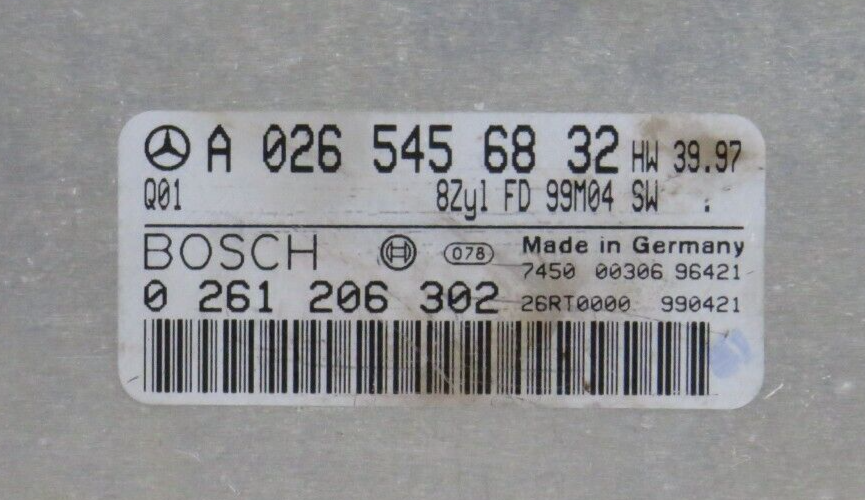 A 026 545 68 32 HW 39.97
Q01 8Zyl FD 99M04 SW .
BOSCH 078 Made in Germany
7450 00306 96421
0 261 206 302 26RT0000 990421